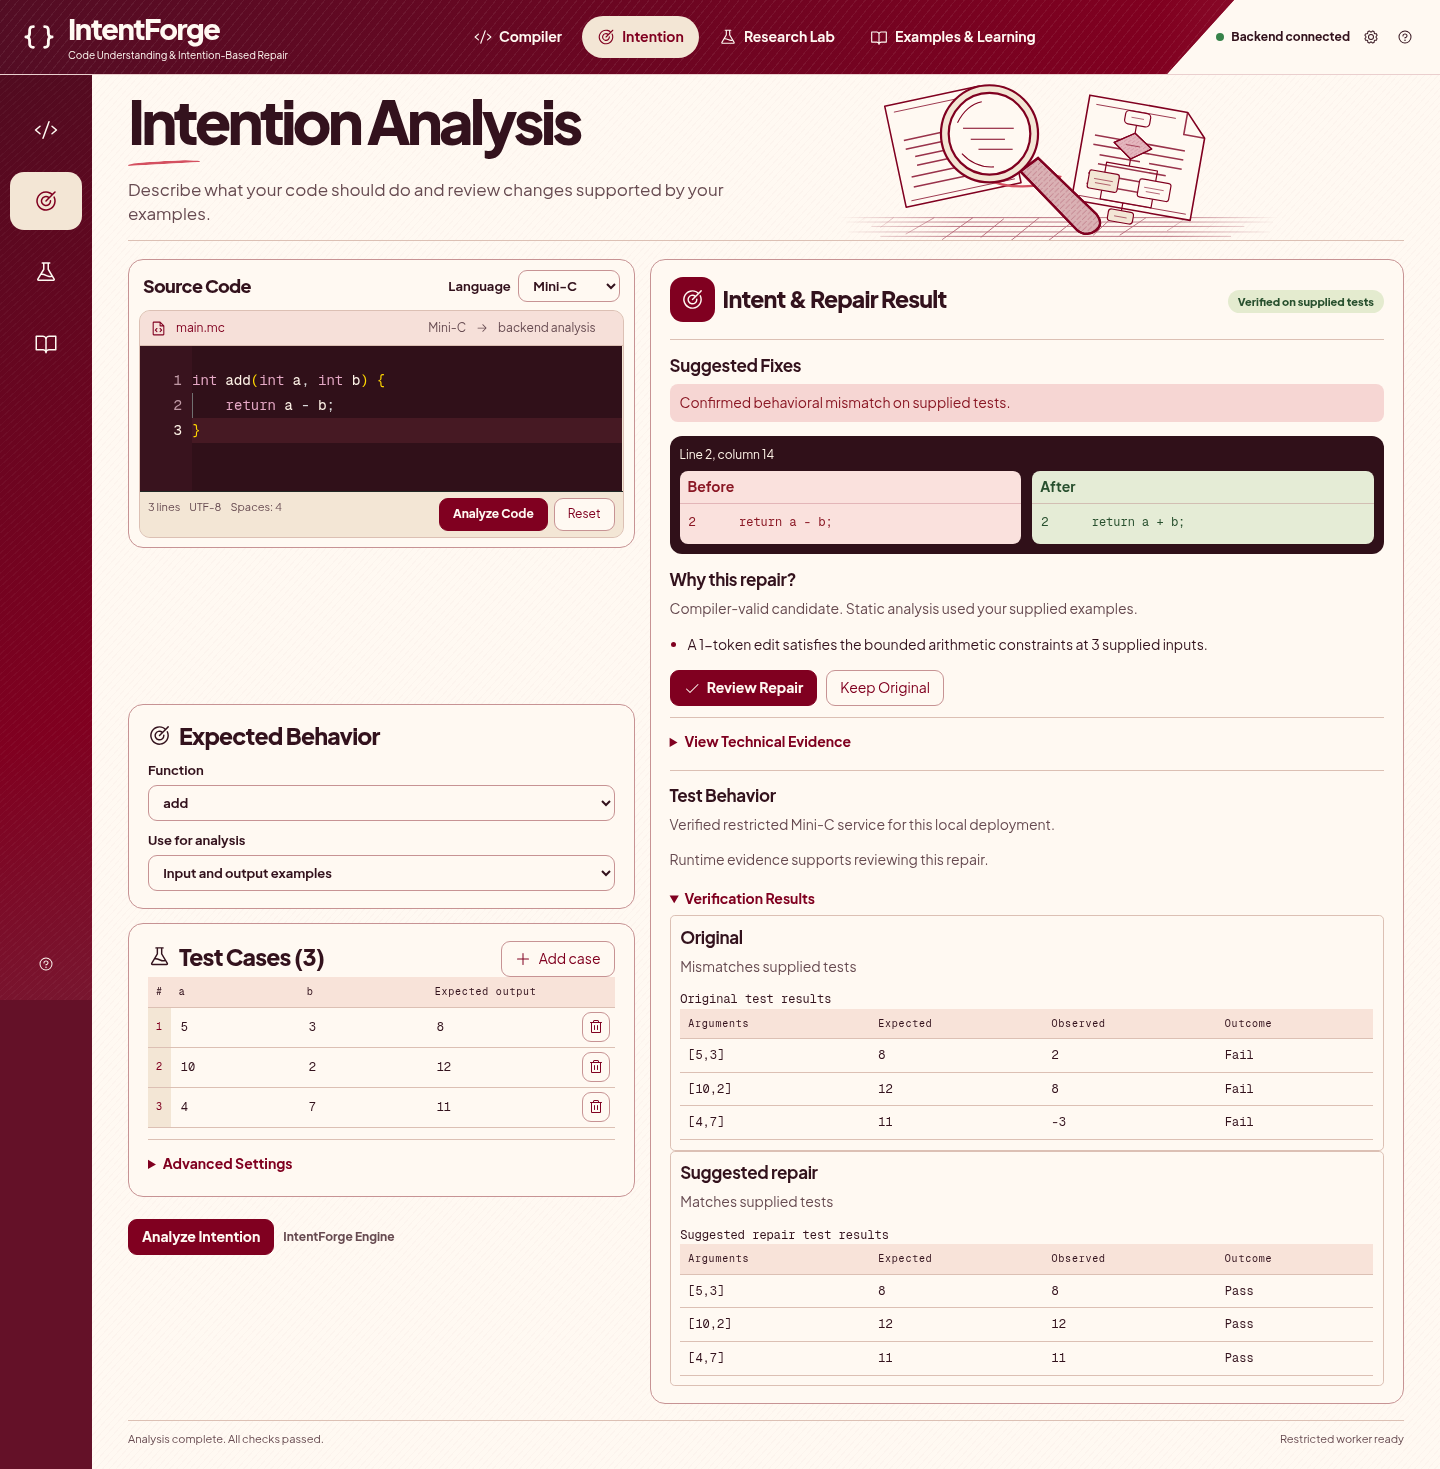 { } IntentForge
Code Understanding & Intention-Based Repair
</> Compiler
Intention
Research Lab
Examples & Learning
Backend connected
</>
Intention Analysis
Describe what your code should do and review changes supported by your
examples.
Source Code
Language
Mini-C
main.mc
Mini-C → backend analysis
1 int add(int a, int b) {
2     return a - b;
3 }
3 lines UTF-8 Spaces: 4
Analyze Code
Reset
Expected Behavior
Function
add
Use for analysis
Input and output examples
Test Cases (3)
+ Add case
# a b Expected output
1 5 3 8
2 10 2 12
3 4 7 11
Advanced Settings
Analyze Intention
IntentForge Engine
Intent & Repair Result
Verified on supplied tests
Suggested Fixes
Confirmed behavioral mismatch on supplied tests.
Line 2, column 14
Before
2     return a - b;
After
2     return a + b;
Why this repair?
Compiler-valid candidate. Static analysis used your supplied examples.
• A 1-token edit satisfies the bounded arithmetic constraints at 3 supplied inputs.
Review Repair
Keep Original
View Technical Evidence
Test Behavior
Verified restricted Mini-C service for this local deployment.
Runtime evidence supports reviewing this repair.
Verification Results
Original
Mismatches supplied tests
Original test results
Arguments Expected Observed Outcome
[5,3] 8 2 Fail
[10,2] 12 8 Fail
[4,7] 11 -3 Fail
Suggested repair
Matches supplied tests
Suggested repair test results
Arguments Expected Observed Outcome
[5,3] 8 8 Pass
[10,2] 12 12 Pass
[4,7] 11 11 Pass
Analysis complete. All checks passed.
Restricted worker ready